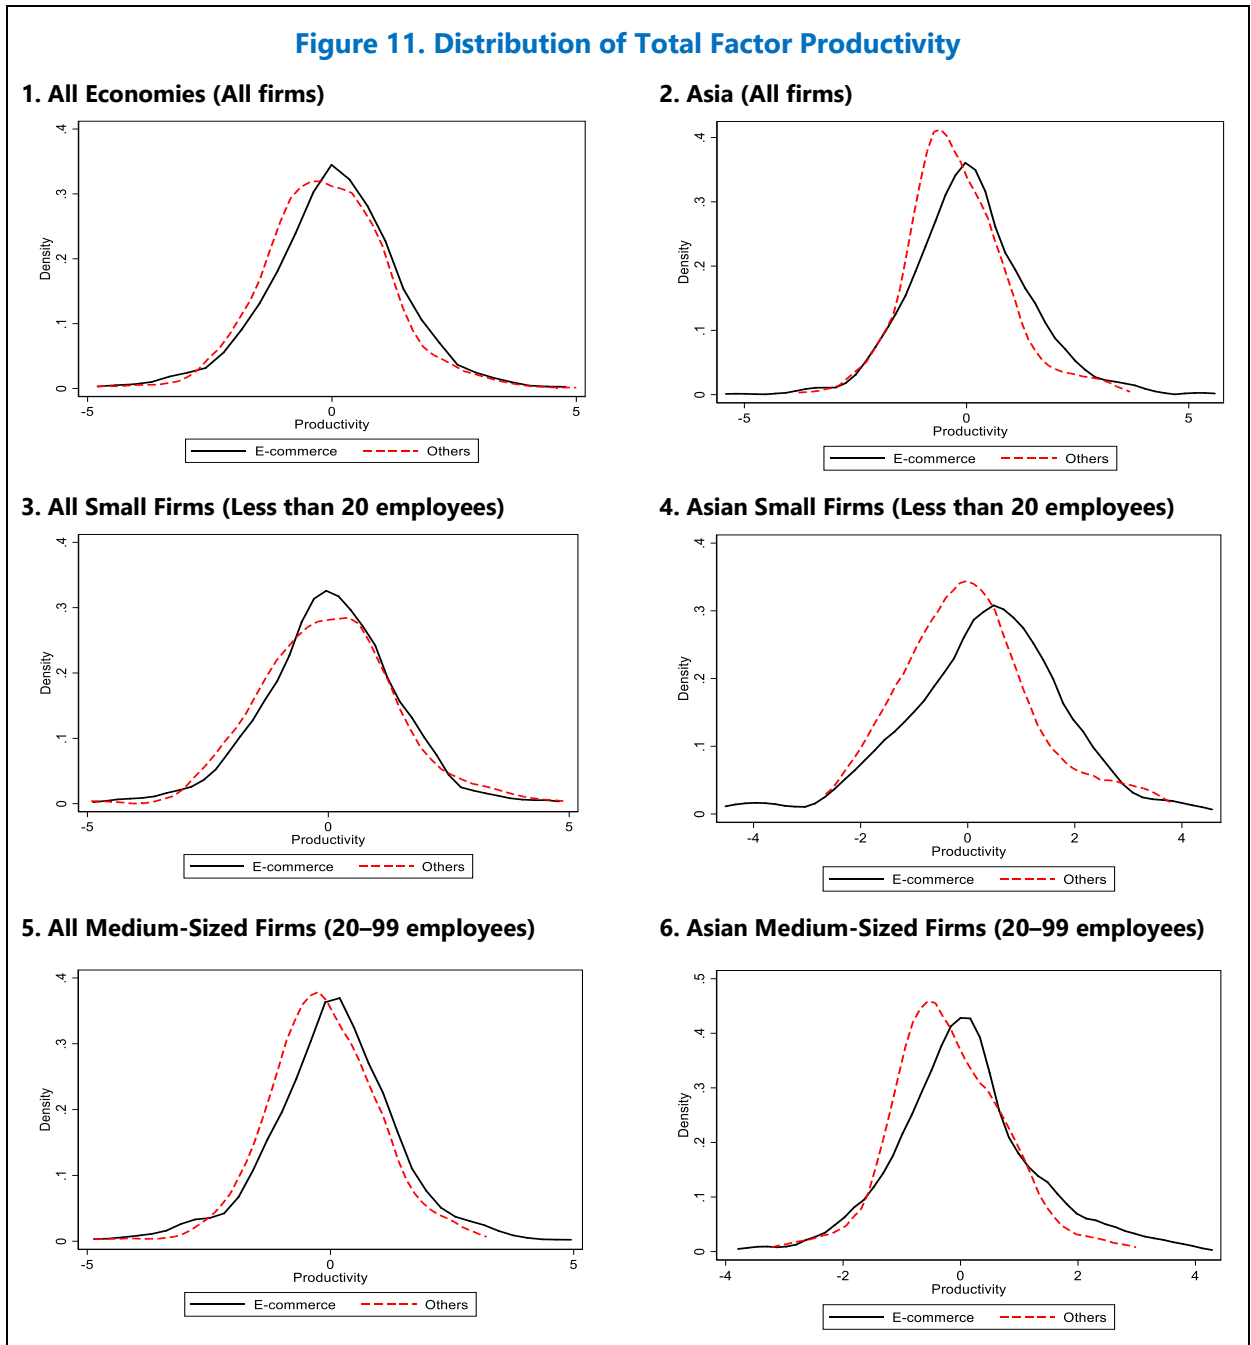 Figure 11. Distribution of Total Factor Productivity
1. All Economies (All firms)
.4
.3
.2
.1
0
Density
-5
0
5
Productivity
E-commerce
Others
2. Asia (All firms)
.4
.3
.2
.1
0
Density
-5
0
5
Productivity
E-commerce
Others
3. All Small Firms (Less than 20 employees)
.4
.3
.2
.1
0
Density
-5
0
5
Productivity
E-commerce
Others
4. Asian Small Firms (Less than 20 employees)
.4
.3
.2
.1
0
Density
-4
-2
0
2
4
Productivity
E-commerce
Others
5. All Medium-Sized Firms (20–99 employees)
.4
.3
.2
.1
0
Density
-5
0
5
Productivity
E-commerce
Others
6. Asian Medium-Sized Firms (20–99 employees)
.5
.4
.3
.2
.1
0
Density
-4
-2
0
2
4
Productivity
E-commerce
Others